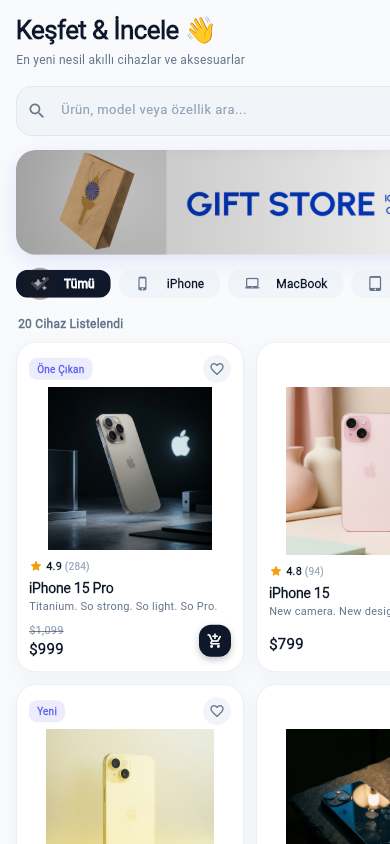 Keşfet & İncele 👋
En yeni nesil akıllı cihazlar ve aksesuarlar
Ürün, model veya özellik ara...
GIFT STORE
Tümü
iPhone
MacBook
20 Cihaz Listelendi
Öne Çıkan
4.9 (284)
iPhone 15 Pro
Titanium. So strong. So light. So Pro.
$1,099
$999
4.8 (94)
iPhone 15
New camera. New desig
$799
Yeni